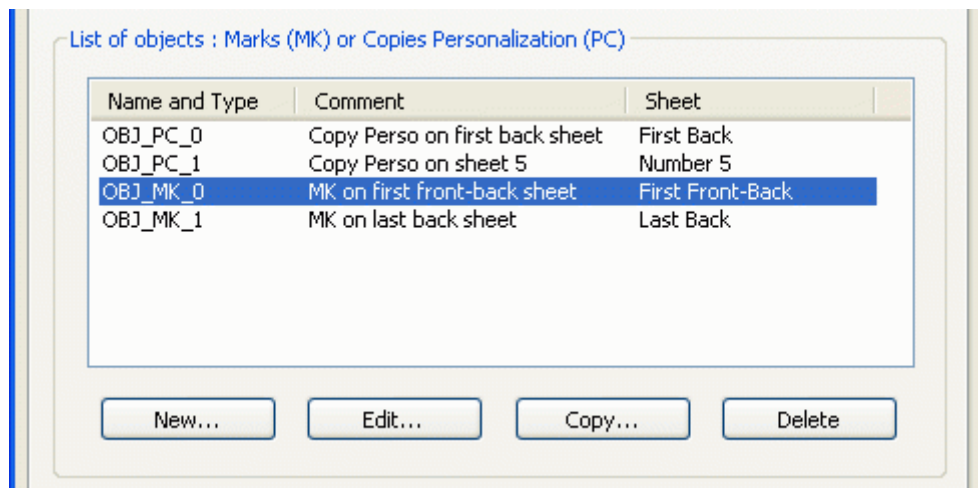 List of objects : Marks (MK) or Copies Personalization (PC)
Name and Type Comment Sheet
OBJ_PC_0 Copy Perso on first back sheet First Back
OBJ_PC_1 Copy Perso on sheet 5 Number 5
OBJ_MK_0 MK on first front-back sheet First Front-Back
OBJ_MK_1 MK on last back sheet Last Back
New... Edit... Copy... Delete